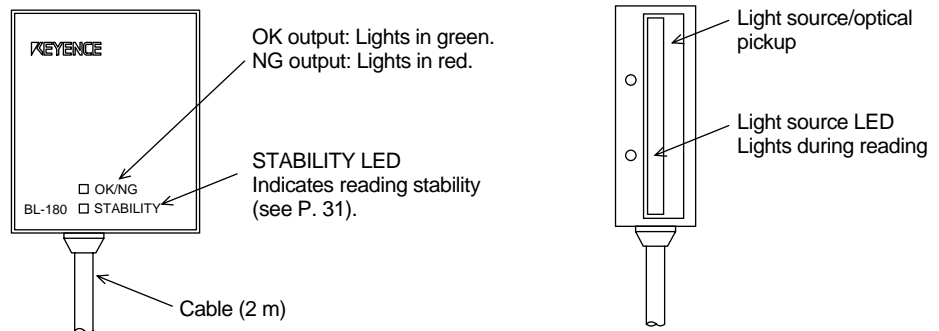 KEYENCE
OK/NG
BL-180 STABILITY
OK output: Lights in green.
NG output: Lights in red.
STABILITY LED
Indicates reading stability
(see P. 31).
Cable (2 m)
Light source/optical
pickup
Light source LED
Lights during reading